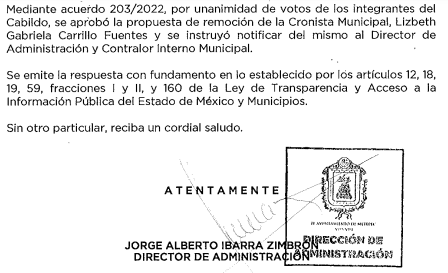 Mediante acuerdo 203/2022, por unanimidad de votos de los integrantes del
Cabildo, se aprobó la propuesta de remoción de la Cronista Municipal, Lizbeth
Gabriela Carrillo Fuentes y se instruyó notificar del mismo al Director de
Administración y Contralor Interno Municipal.
Se emite la respuesta con fundamento en lo establecido por los artículos 12, 18,
19, 59, fracciones I y II, y 160 de la Ley de Transparencia y Acceso a la
Información Pública del Estado de México y Municipios.
Sin otro particular, reciba un cordial saludo.
ATENTAMENTE
JORGE ALBERTO IBARRA ZIMBRÓN
DIRECTOR DE ADMINISTRACIÓN
DIRECCIÓN DE
ADMINISTRACIÓN